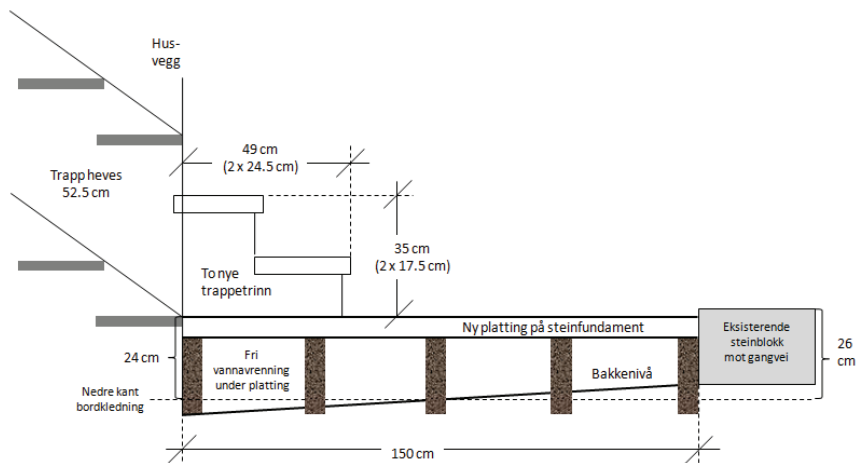 Hus-
vegg
49 cm
(2 x 24.5 cm)
Trapp heves
52.5 cm
35 cm
(2 x 17.5 cm)
To nye
trappetrinn
Ny platting på steinfundament
Eksisterende
steinblokk
mot gangvei
24 cm
Fri
vannavrenning
under platting
Bakkenivå
26
cm
Nedre kant
bordkledning
150 cm